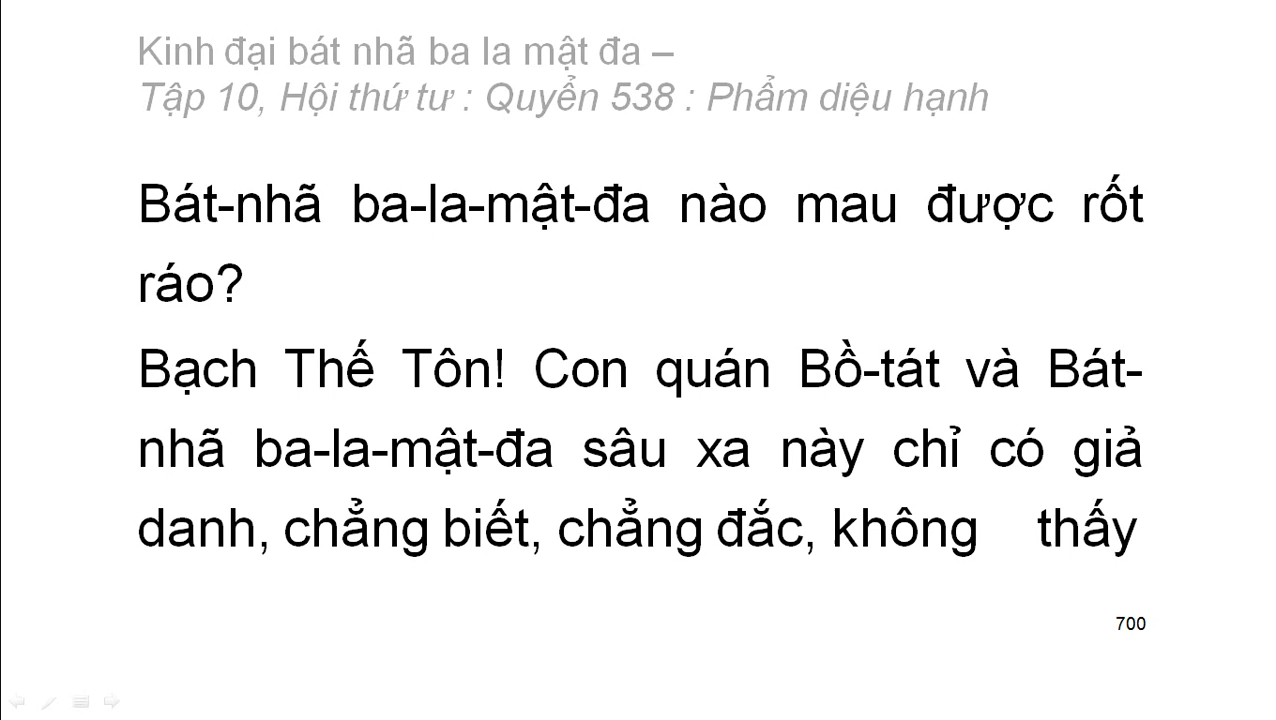 Kinh đại bát nhã ba la mật đa –
Tập 10, Hội thứ tư : Quyển 538 : Phẩm diệu hạnh
Bát-nhã ba-la-mật-đa nào mau được rốt
ráo?
Bạch Thế Tôn! Con quán Bồ-tát và Bát-
nhã ba-la-mật-đa sâu xa này chỉ có giả
danh, chẳng biết, chẳng đắc, không thấy
700